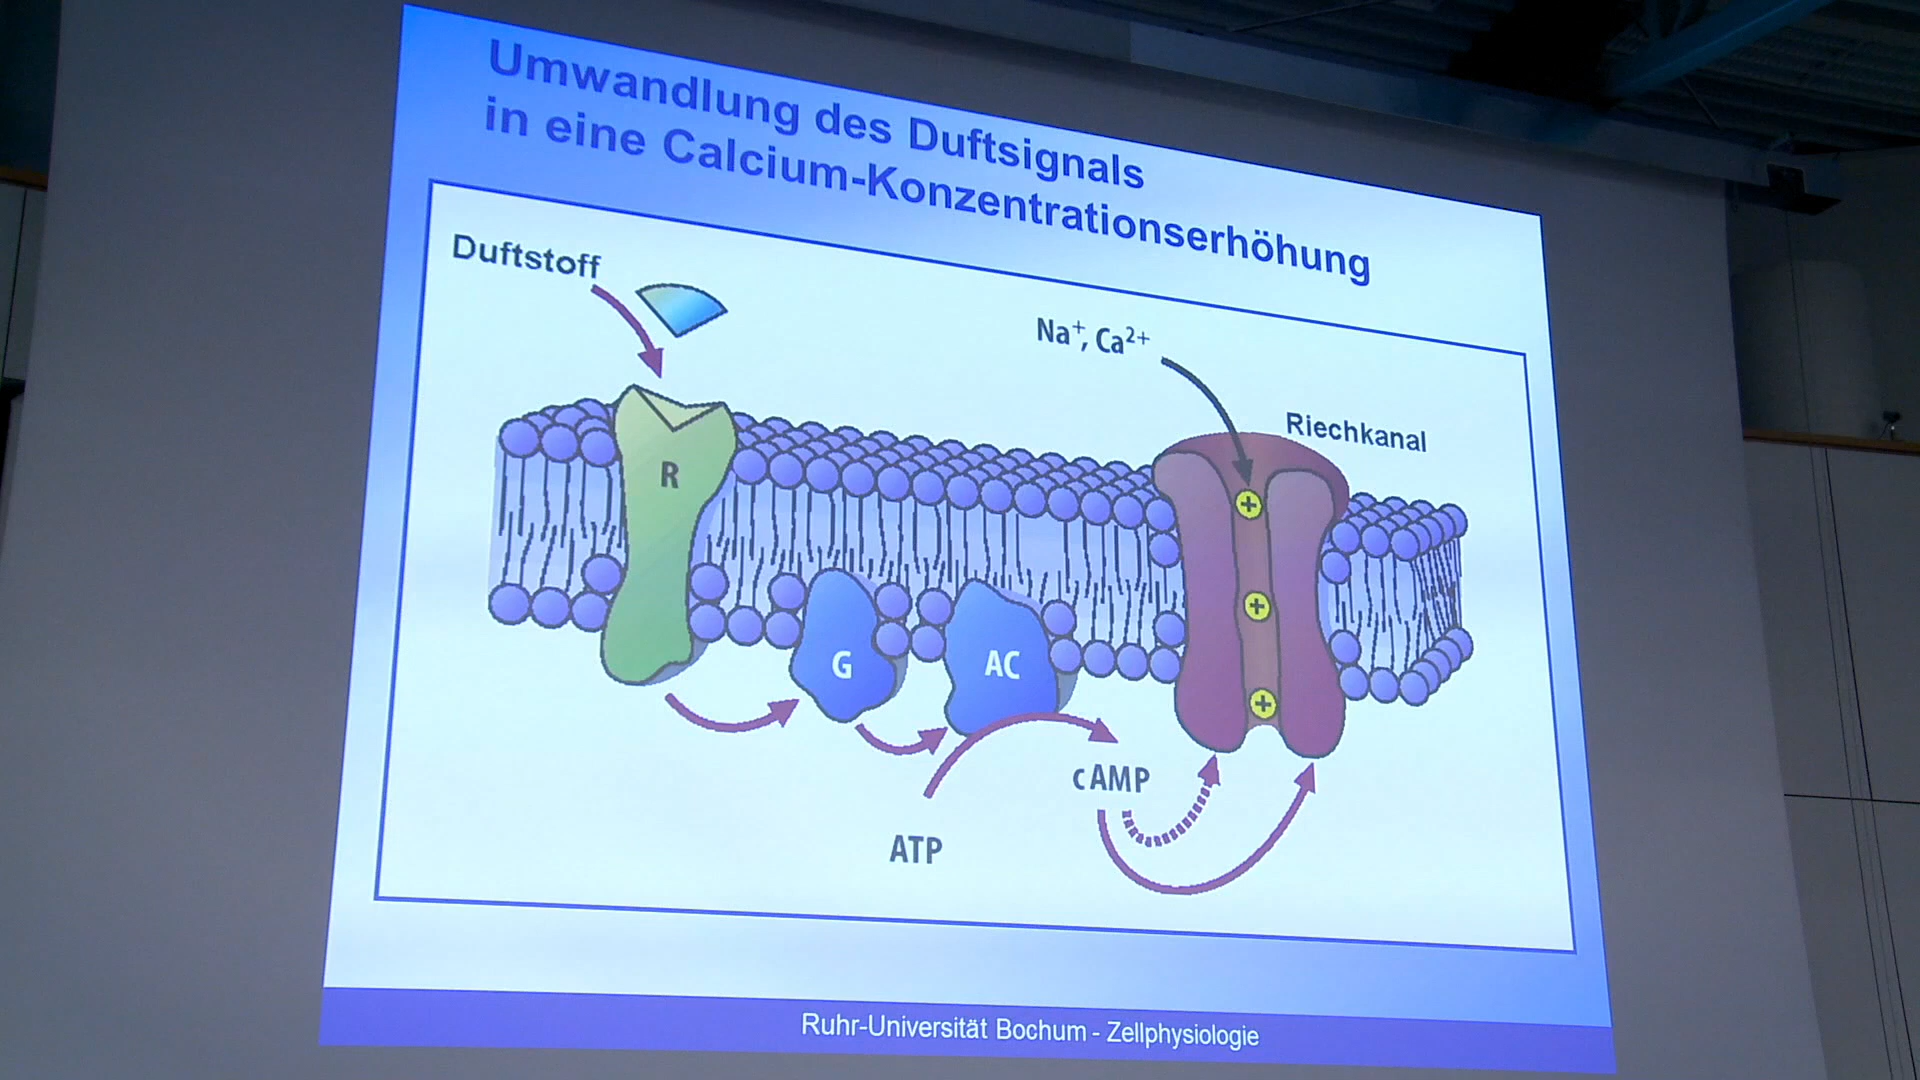 Umwandlung des Duftsignals
in eine Calcium-Konzentrationserhöhung
Duftstoff
Na⁺, Ca²⁺
Riechkanal
R
G
AC
cAMP
ATP
Ruhr-Universität Bochum - Zellphysiologie